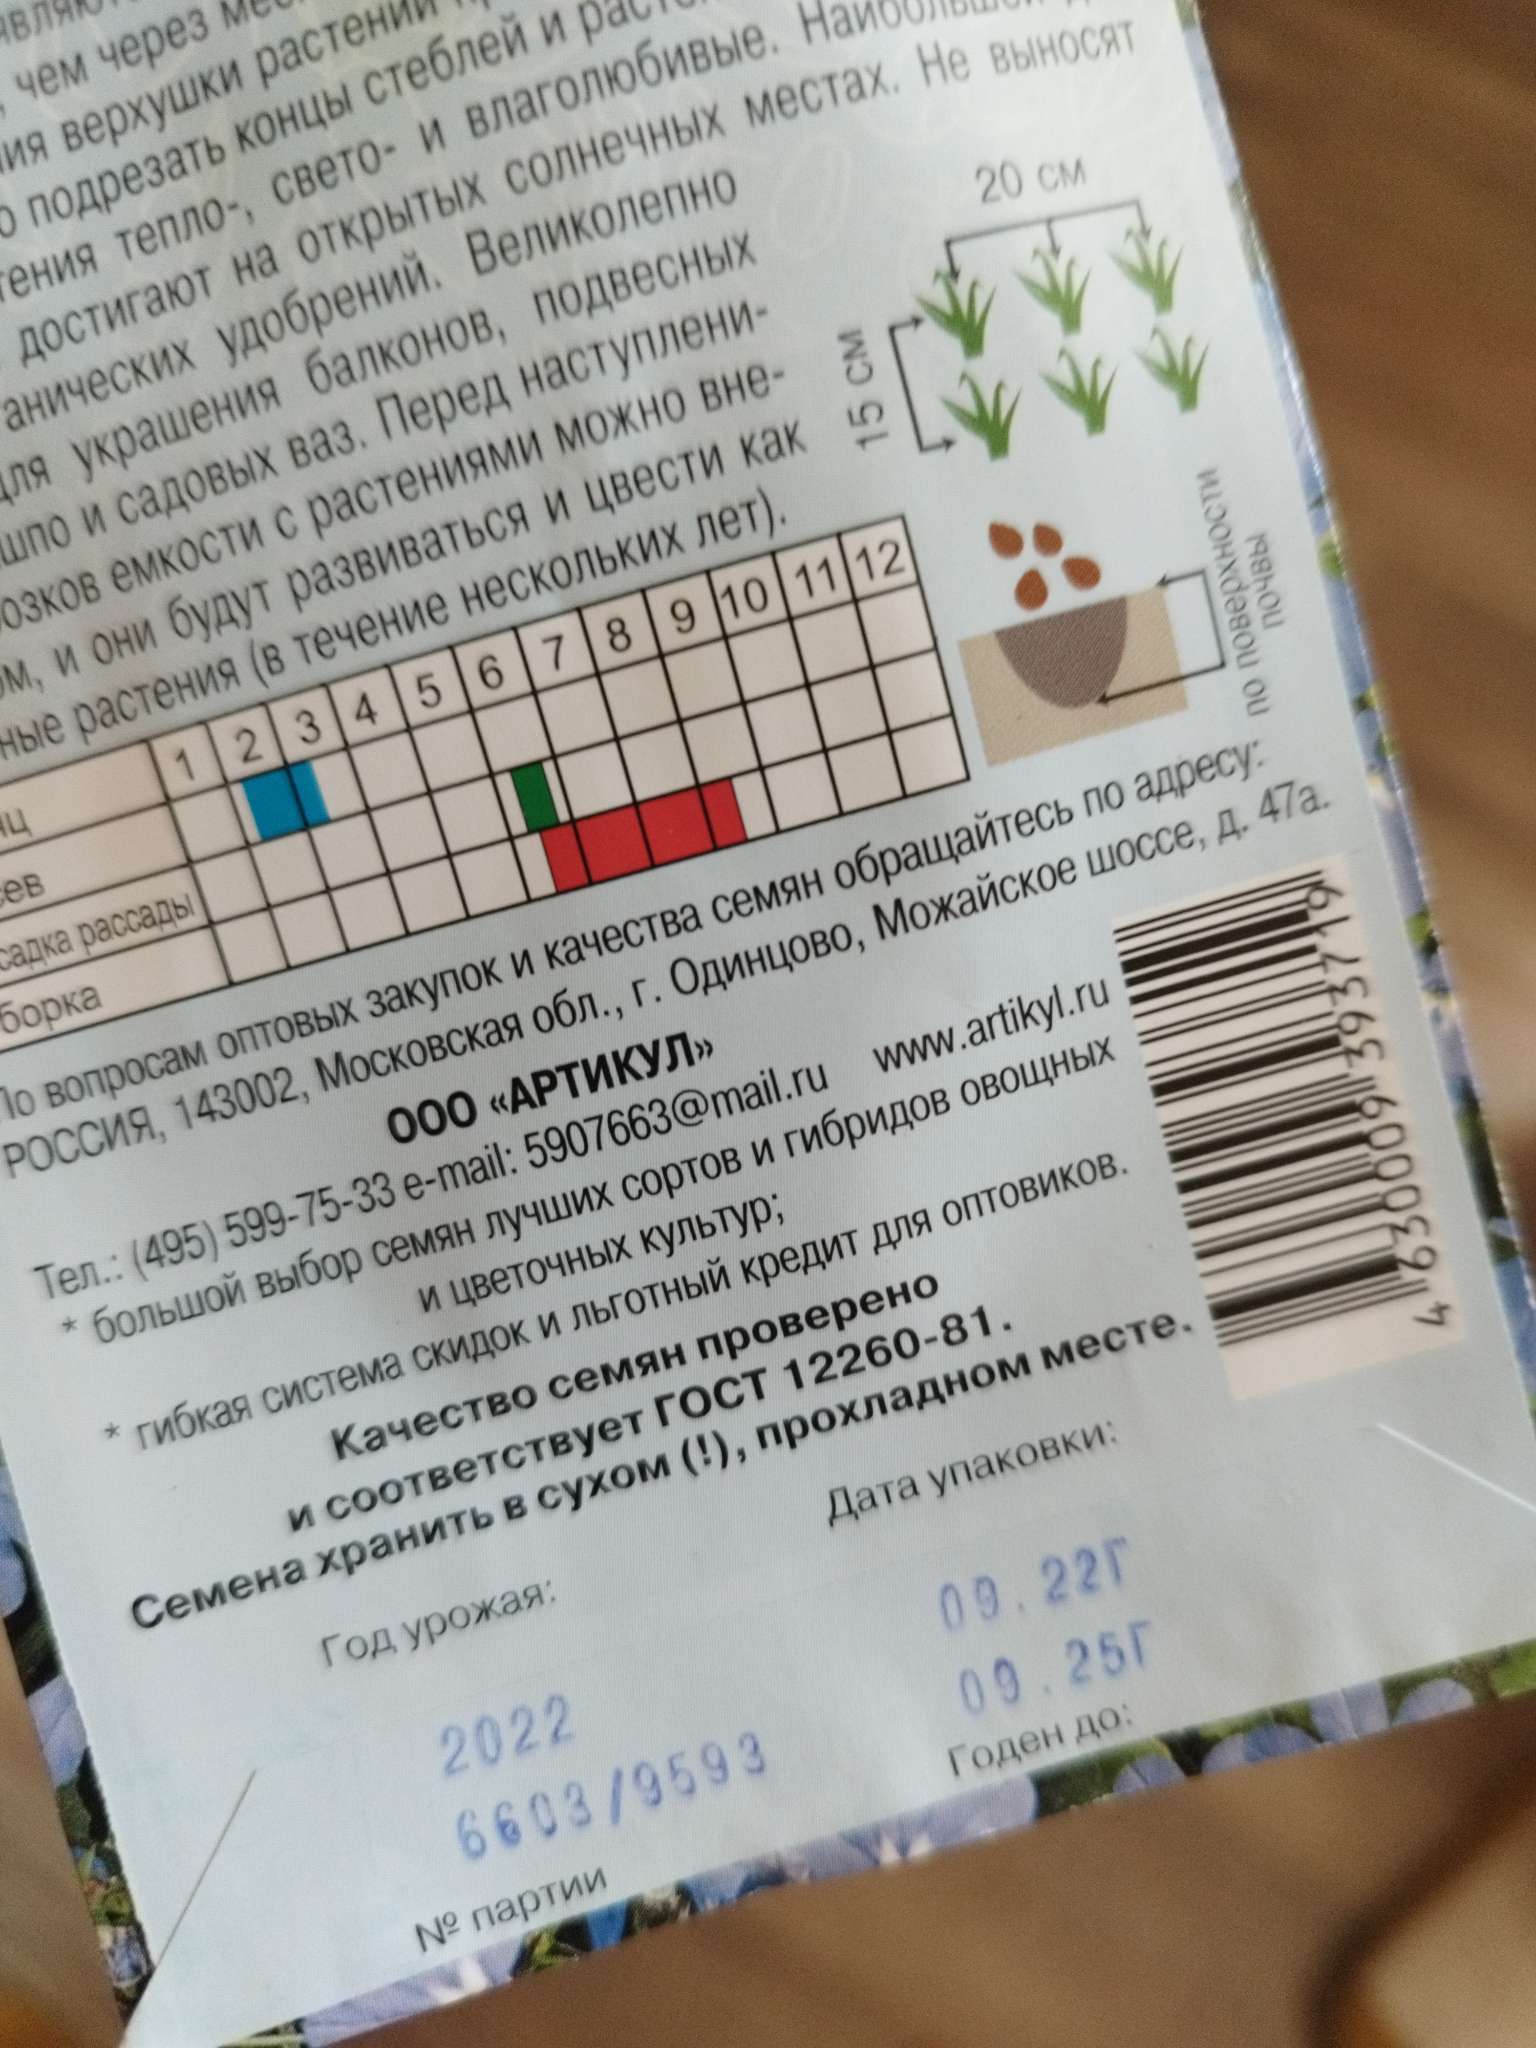 чем через
верхушки растений
подрезать концы стеблей и
тепло-, свето- и влаголюбивые.
достигают на открытых солнечных местах. Не выносят
удобрений. Великолепно
украшения балконов, подвесных
и садовых ваз. Перед наступлени-
емкости с растениями можно вне-
и они будут развиваться и цвести как
растения (в течение нескольких лет).
20 см
15 см
по поверхности
почвы
1 2 3 4 5 6 7 8 9 10 11 12
рассады
По вопросам оптовых закупок и качества семян обращайтесь по адресу:
РОССИЯ, 143002, Московская обл., г. Одинцово, Можайское шоссе, д. 47а.
ООО «АРТИКУЛ»
Тел.: (495) 599-75-33 e-mail: 5907663@mail.ru www.artikyl.ru
* большой выбор семян лучших сортов и гибридов овощных
и цветочных культур;
* гибкая система скидок и льготный кредит для оптовиков.
Качество семян проверено
и соответствует ГОСТ 12260-81.
Семена хранить в сухом (!), прохладном месте.
4
Год урожая:
Дата упаковки:
2022
09.22Г
6603/9593
09.25Г
№ партии
Годен до: